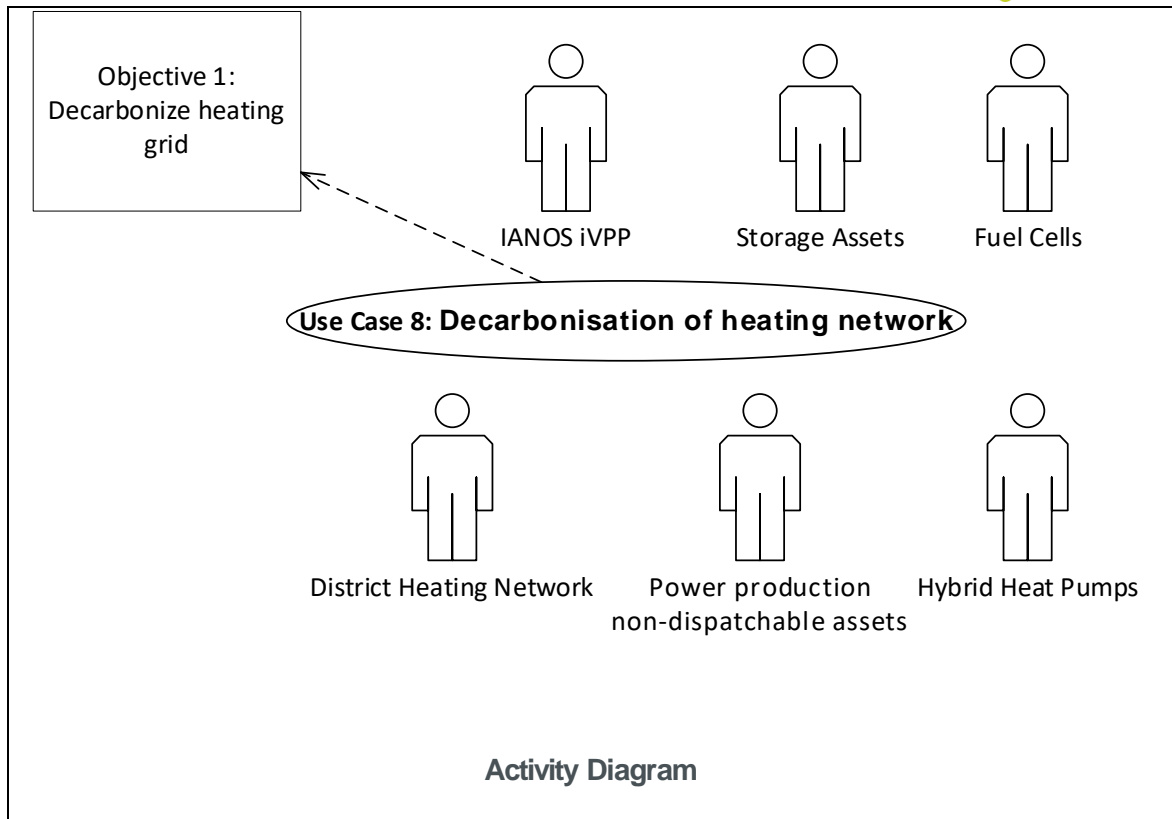 Objective 1:
Decarbonize heating
grid
IANOS iVPP
Storage Assets
Fuel Cells
Use Case 8: Decarbonisation of heating network
District Heating Network
Power production
non-dispatchable assets
Hybrid Heat Pumps
Activity Diagram